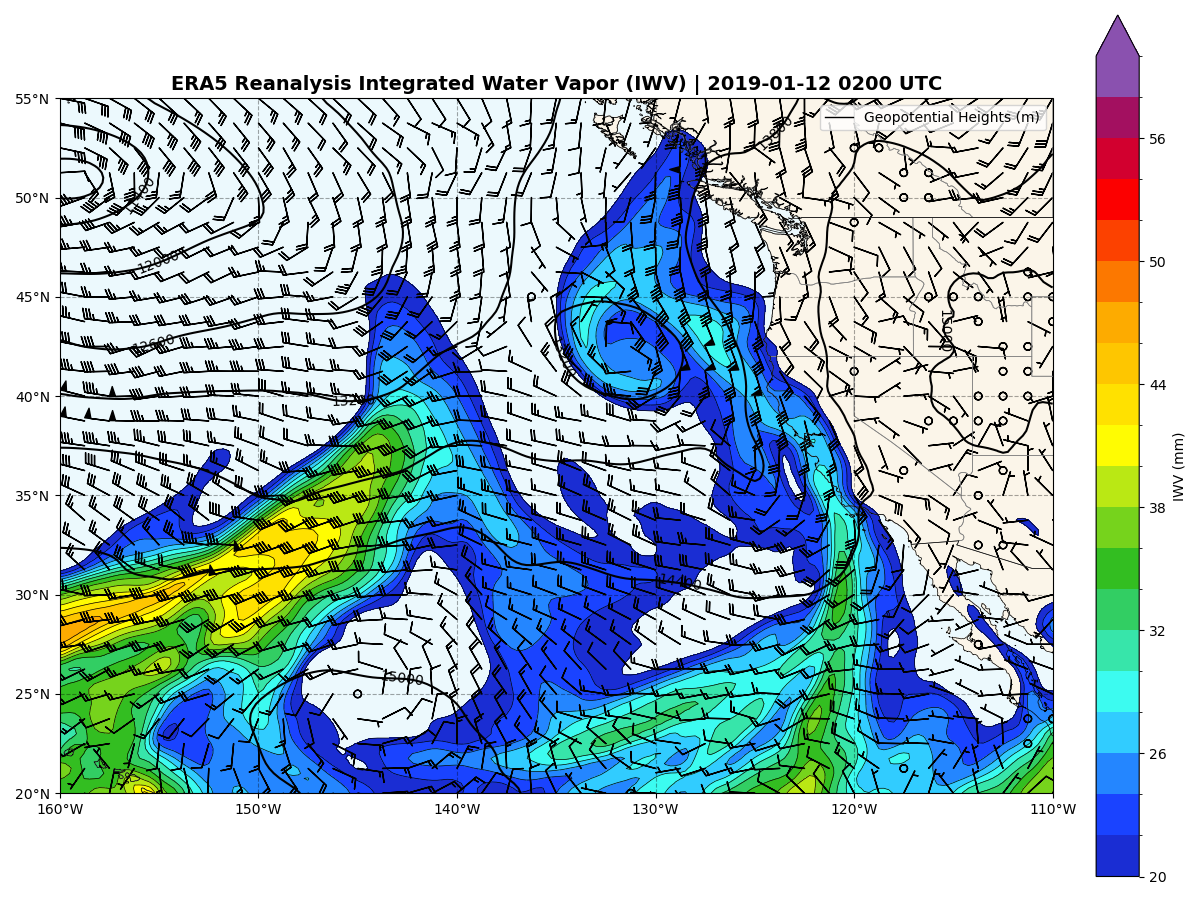 ERA5 Reanalysis Integrated Water Vapor (IWV) | 2019-01-12 0200 UTC
Geopotential Heights (m)
55°N
50°N
45°N
40°N
35°N
30°N
25°N
20°N
160°W
150°W
140°W
130°W
120°W
110°W
12000
12600
13200
14400
15000
15000
56
50
44
38
32
26
20
IWV (mm)